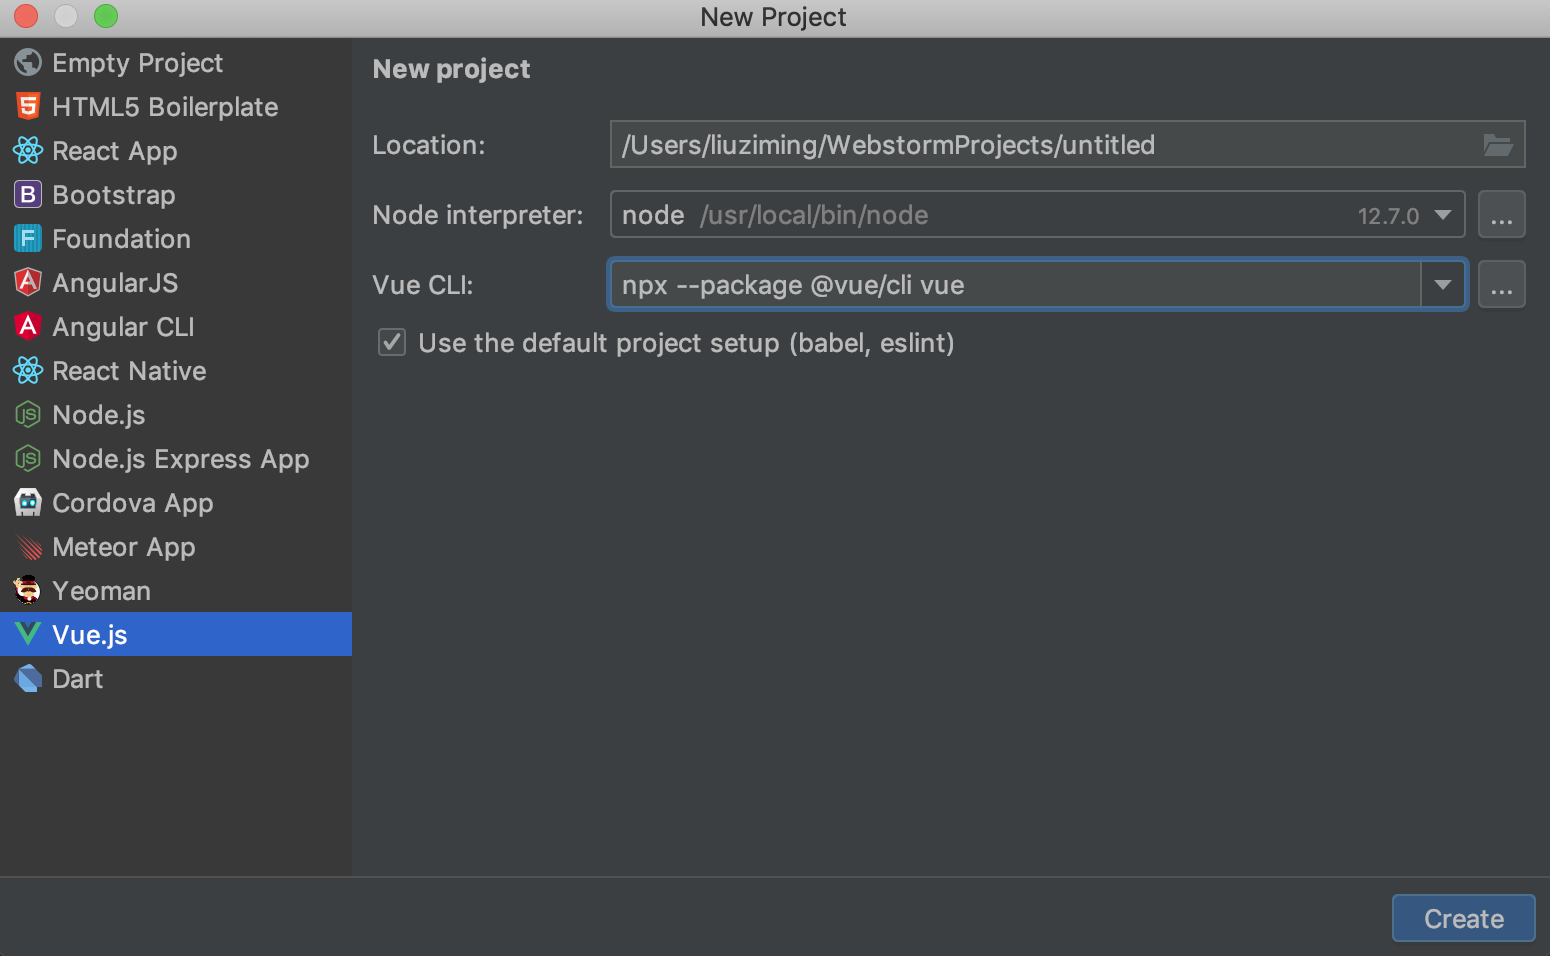 New Project
Empty Project
HTML5 Boilerplate
React App
Bootstrap
Foundation
AngularJS
Angular CLI
React Native
Node.js
Node.js Express App
Cordova App
Meteor App
Yeoman
Vue.js
Dart
New project
Location: /Users/liuziming/WebstormProjects/untitled
Node interpreter: node /usr/local/bin/node 12.7.0 ...
Vue CLI: npx --package @vue/cli vue ...
Use the default project setup (babel, eslint)
Create